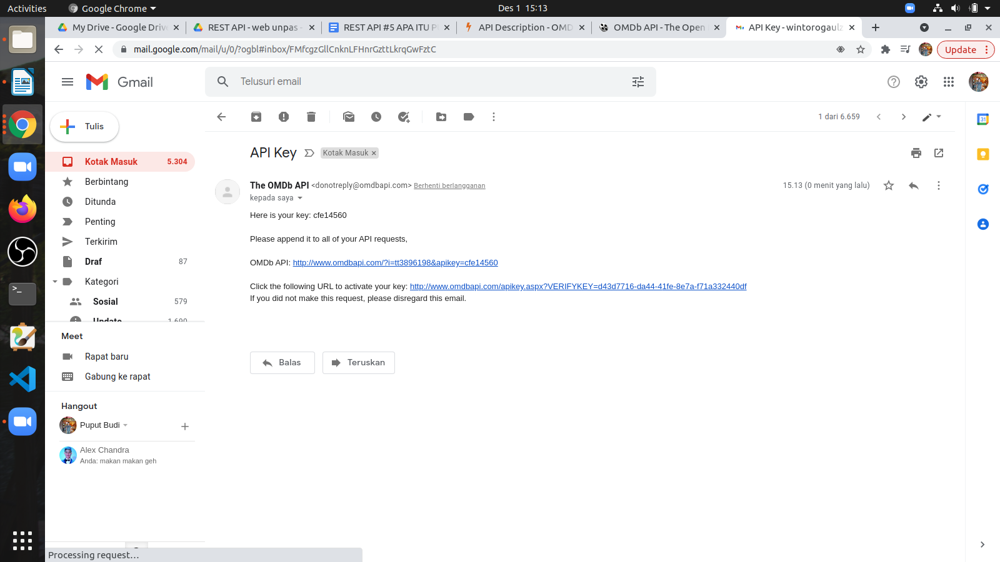 Activities
Google Chrome
Des 1 15:13
My Drive - Google Drive
REST API - web unpas -
REST API #5 APA ITU P
API Description - OMD
OMDb API - The Open
API Key - wintorogaulz
mail.google.com/mail/u/0/?ogbl#inbox/FMfcgzGllCnknLFHnrGzttLkrqGwFztC
Update
Gmail
Telusuri email
Tulis
1 dari 6.659
API Key
Kotak Masuk ×
Kotak Masuk 5.304
Berbintang
Ditunda
Penting
Terkirim
Draf 87
Kategori
Sosial 579
Update 1.690
The OMDb API <donotreply@omdbapi.com> Berhenti berlangganan
15.13 (0 menit yang lalu)
kepada saya
Here is your key: cfe14560
Please append it to all of your API requests,
OMDb API: http://www.omdbapi.com/?i=tt3896198&apikey=cfe14560
Click the following URL to activate your key: http://www.omdbapi.com/apikey.aspx?VERIFYKEY=d43d7716-da44-41fe-8e7a-f71a332440df
If you did not make this request, please disregard this email.
Balas
Teruskan
Meet
Rapat baru
Gabung ke rapat
Hangout
Puput Budi
Alex Chandra
Anda: makan makan geh
31
Processing request…